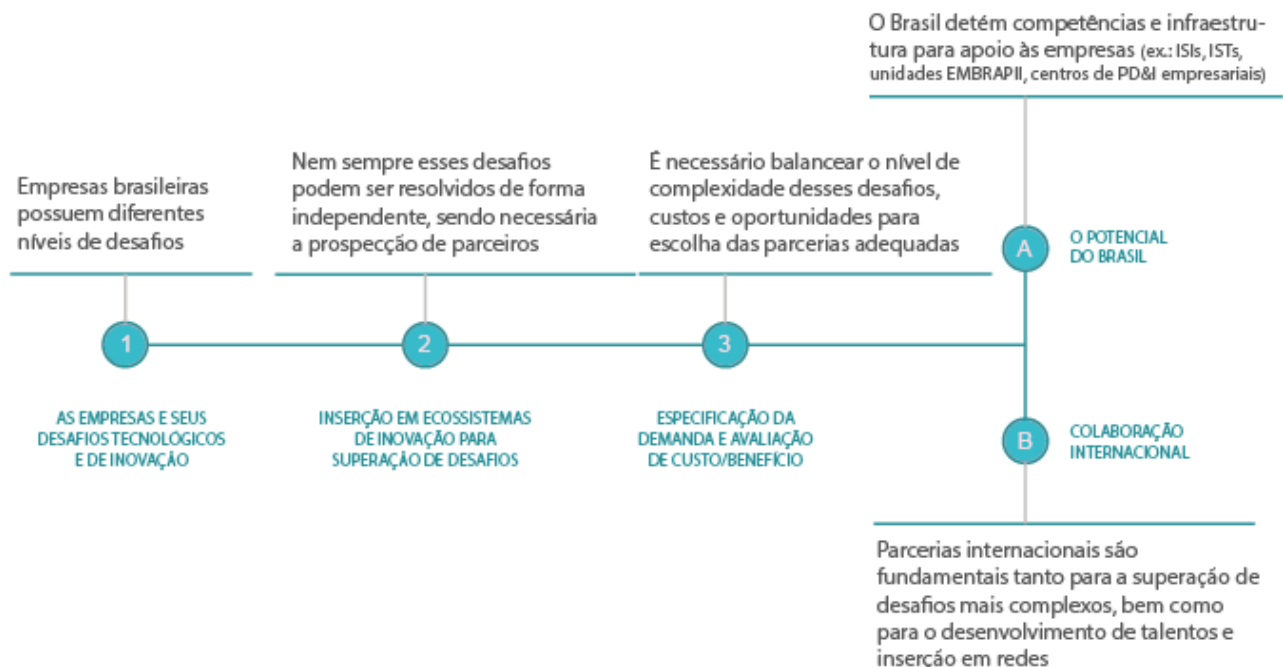 Empresas brasileiras
possuem diferentes
níveis de desafios
1
AS EMPRESAS E SEUS
DESAFIOS TECNOLÓGICOS
E DE INOVAÇÃO
Nem sempre esses desafios
podem ser resolvidos de forma
independente, sendo necessária
a prospecção de parceiros
2
INSERÇÃO EM ECOSSISTEMAS
DE INOVAÇÃO PARA
SUPERAÇÃO DE DESAFIOS
É necessário balancear o nível de
complexidade desses desafios,
custos e oportunidades para
escolha das parcerias adequadas
3
ESPECIFICAÇÃO DA
DEMANDA E AVALIAÇÃO
DE CUSTO/BENEFÍCIO
O Brasil detém competências e infraestru-
tura para apoio às empresas (ex.: ISIs, ISTs,
unidades EMBRAPII, centros de PD&I empresariais)
A
O POTENCIAL
DO BRASIL
B
COLABORAÇÃO
INTERNACIONAL
Parcerias internacionais são
fundamentais tanto para a superação de
desafios mais complexos, bem como
para o desenvolvimento de talentos e
inserção em redes